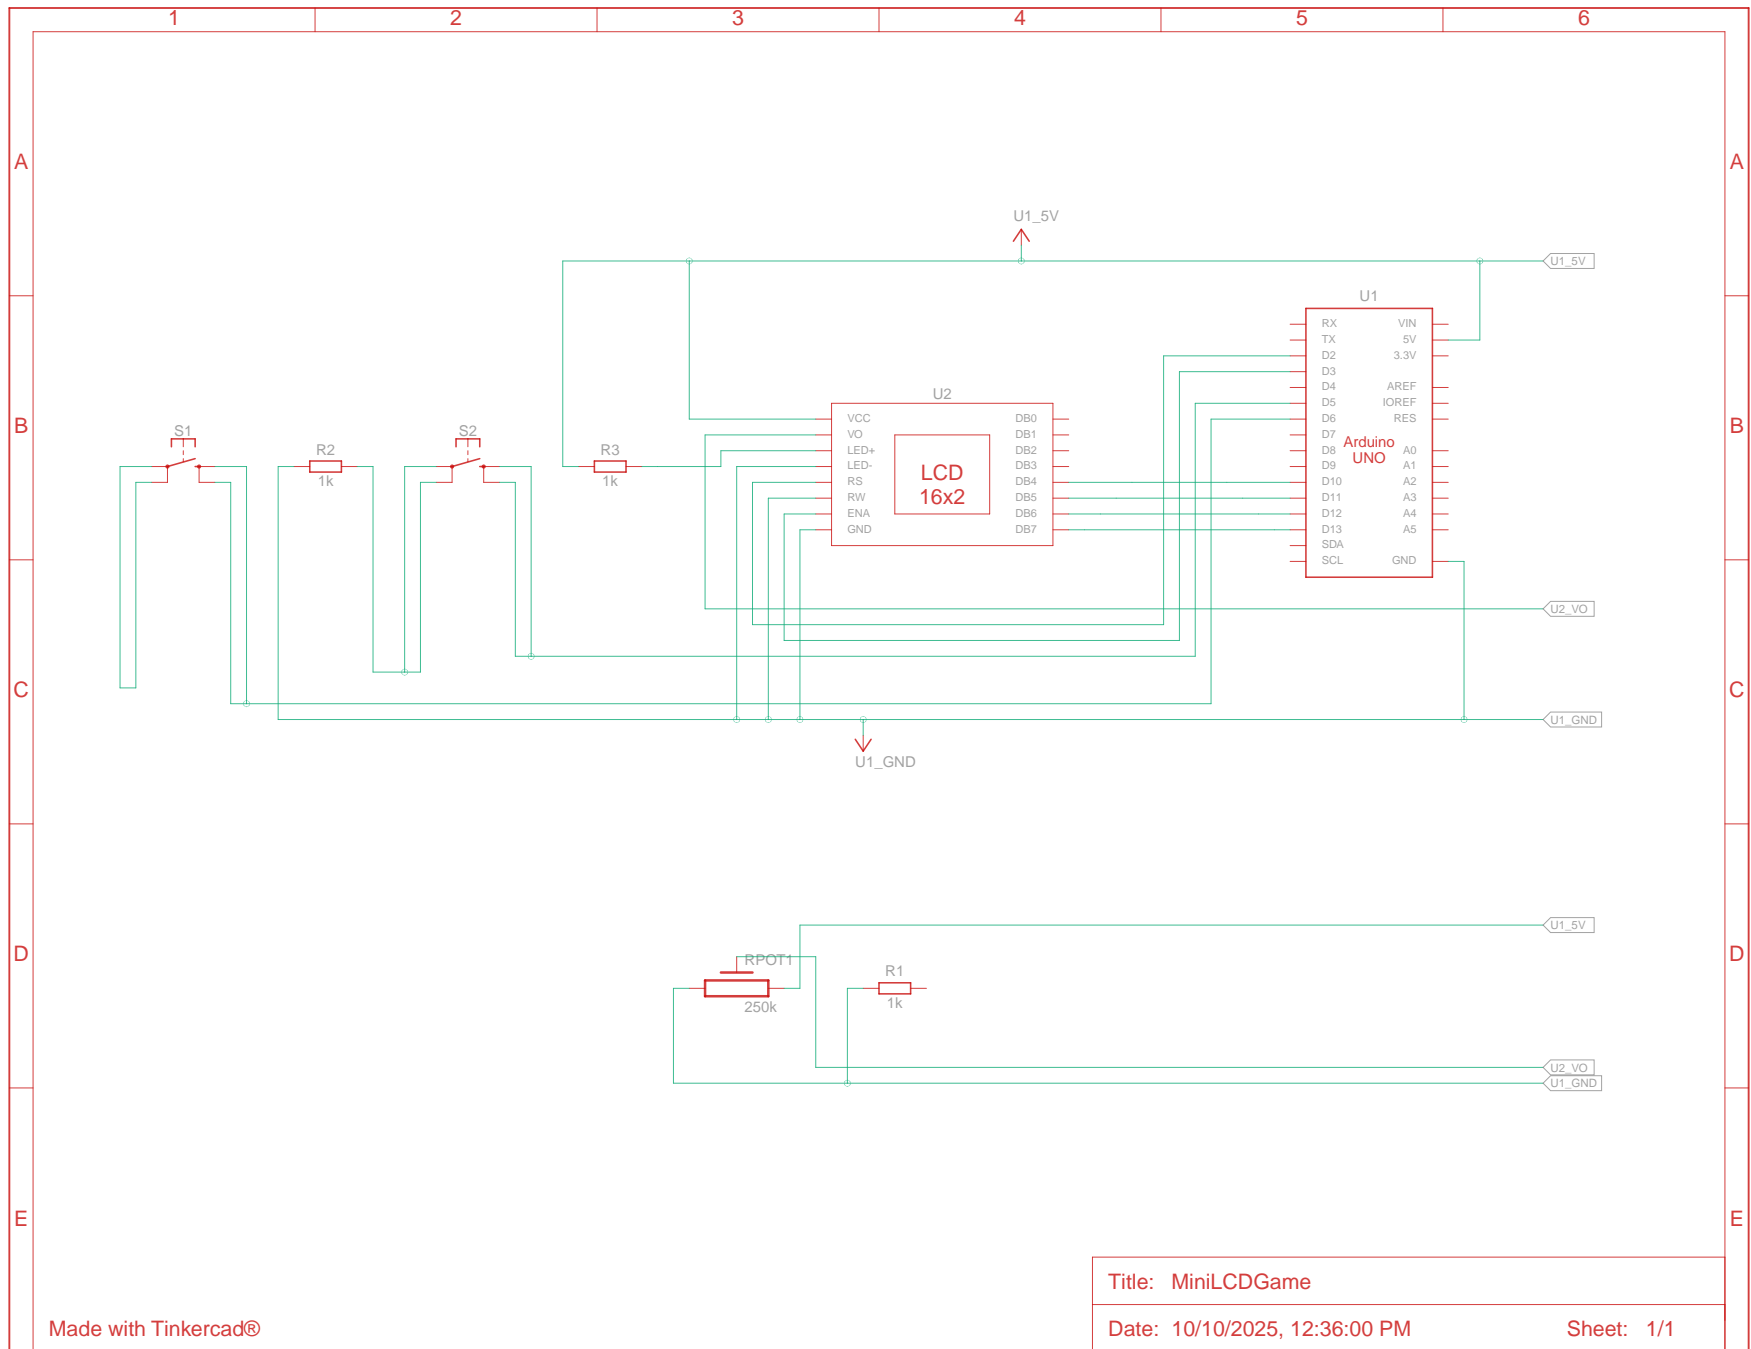 1 2 3 4 5 6
A A
U1_5V
U1_5V
B B
U1
RX VIN
TX 5V
D2 3.3V
D3
D4 AREF
D5 IOREF
D6 RES
D7
Arduino
UNO
D8 A0
D9 A1
D10 A2
D11 A3
D12 A4
D13 A5
SDA
SCL GND
U2
VCC DB0
VO DB1
LED+ DB2
LED- DB3
RS DB4
RW DB5
ENA DB6
GND DB7
LCD
16x2
S1
R2
1k
S2
R3
1k
U2_VO
C C
U1_GND
U1_GND
D D
U1_5V
RPOT1
250k
R1
1k
U2_VO
U1_GND
E E
Title: MiniLCDGame
Date: 10/10/2025, 12:36:00 PM Sheet: 1/1
Made with Tinkercad®